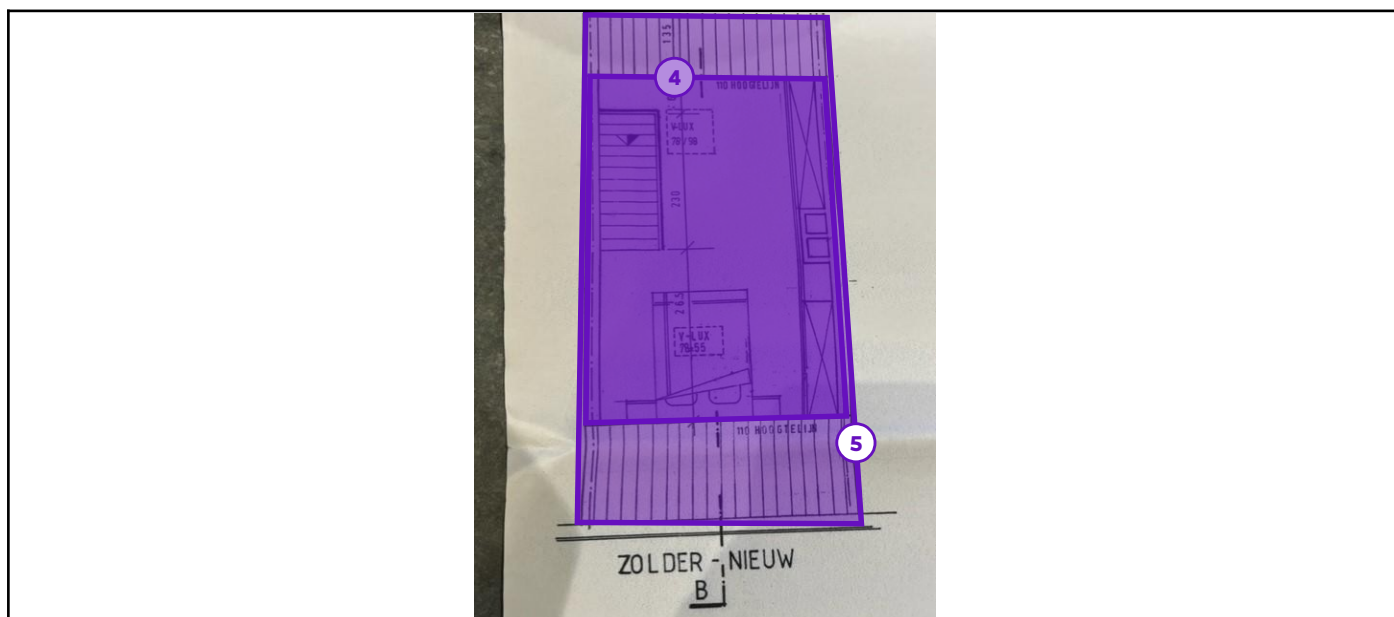 135
4
110 HOOGTELIJN
V-LUX
78/98
230
265
V-LUX
78-55
110 HOOGTELIJN
5
ZOLDER - NIEUW
B